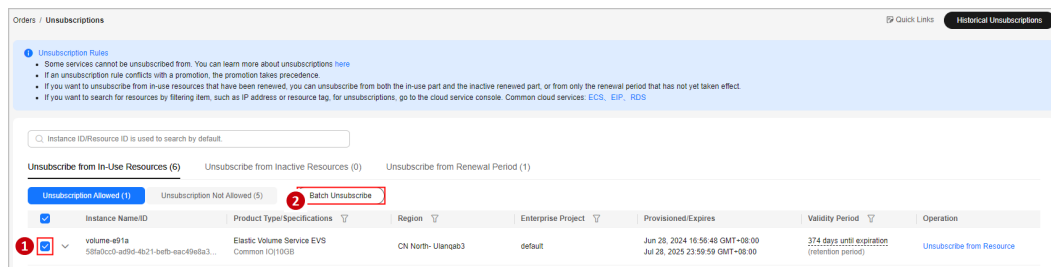 Orders / Unsubscriptions
Quick Links
Historical Unsubscriptions
Unsubscription Rules
• Some services cannot be unsubscribed from. You can learn more about unsubscriptions here
• If an unsubscription rule conflicts with a promotion, the promotion takes precedence.
• If you want to unsubscribe from in-use resources that have been renewed, you can unsubscribe from both the in-use part and the inactive renewed part, or from only the renewal period that has not yet taken effect.
• If you want to search for resources by filtering item, such as IP address or resource tag, for unsubscriptions, go to the cloud service console. Common cloud services: ECS、EIP、RDS
Instance ID/Resource ID is used to search by default.
Unsubscribe from In-Use Resources (6) Unsubscribe from Inactive Resources (0) Unsubscribe from Renewal Period (1)
Unsubscription Allowed (1) Unsubscription Not Allowed (5) 2 Batch Unsubscribe
Instance Name/ID Product Type/Specifications Region Enterprise Project Provisioned/Expires Validity Period Operation
1
volume-e91a Elastic Volume Service EVS CN North- Ulanqab3 default Jun 28, 2024 16:56:48 GMT+08:00 374 days until expiration Unsubscribe from Resource
58fa9cc0-ad9d-4b21-befb-eac49e8a3... Common IO|10GB Jul 28, 2025 23:59:59 GMT+08:00 (retention period)